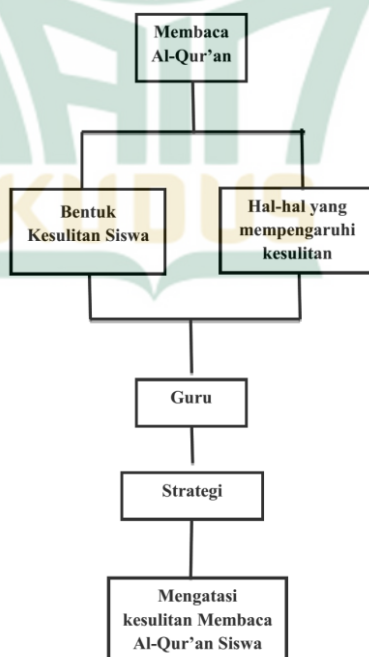 Membaca
Al-Qur’an
Bentuk
Kesulitan Siswa
Hal-hal yang
mempengaruhi
kesulitan
KUDUS
Guru
Strategi
Mengatasi
kesulitan Membaca
Al-Qur’an Siswa